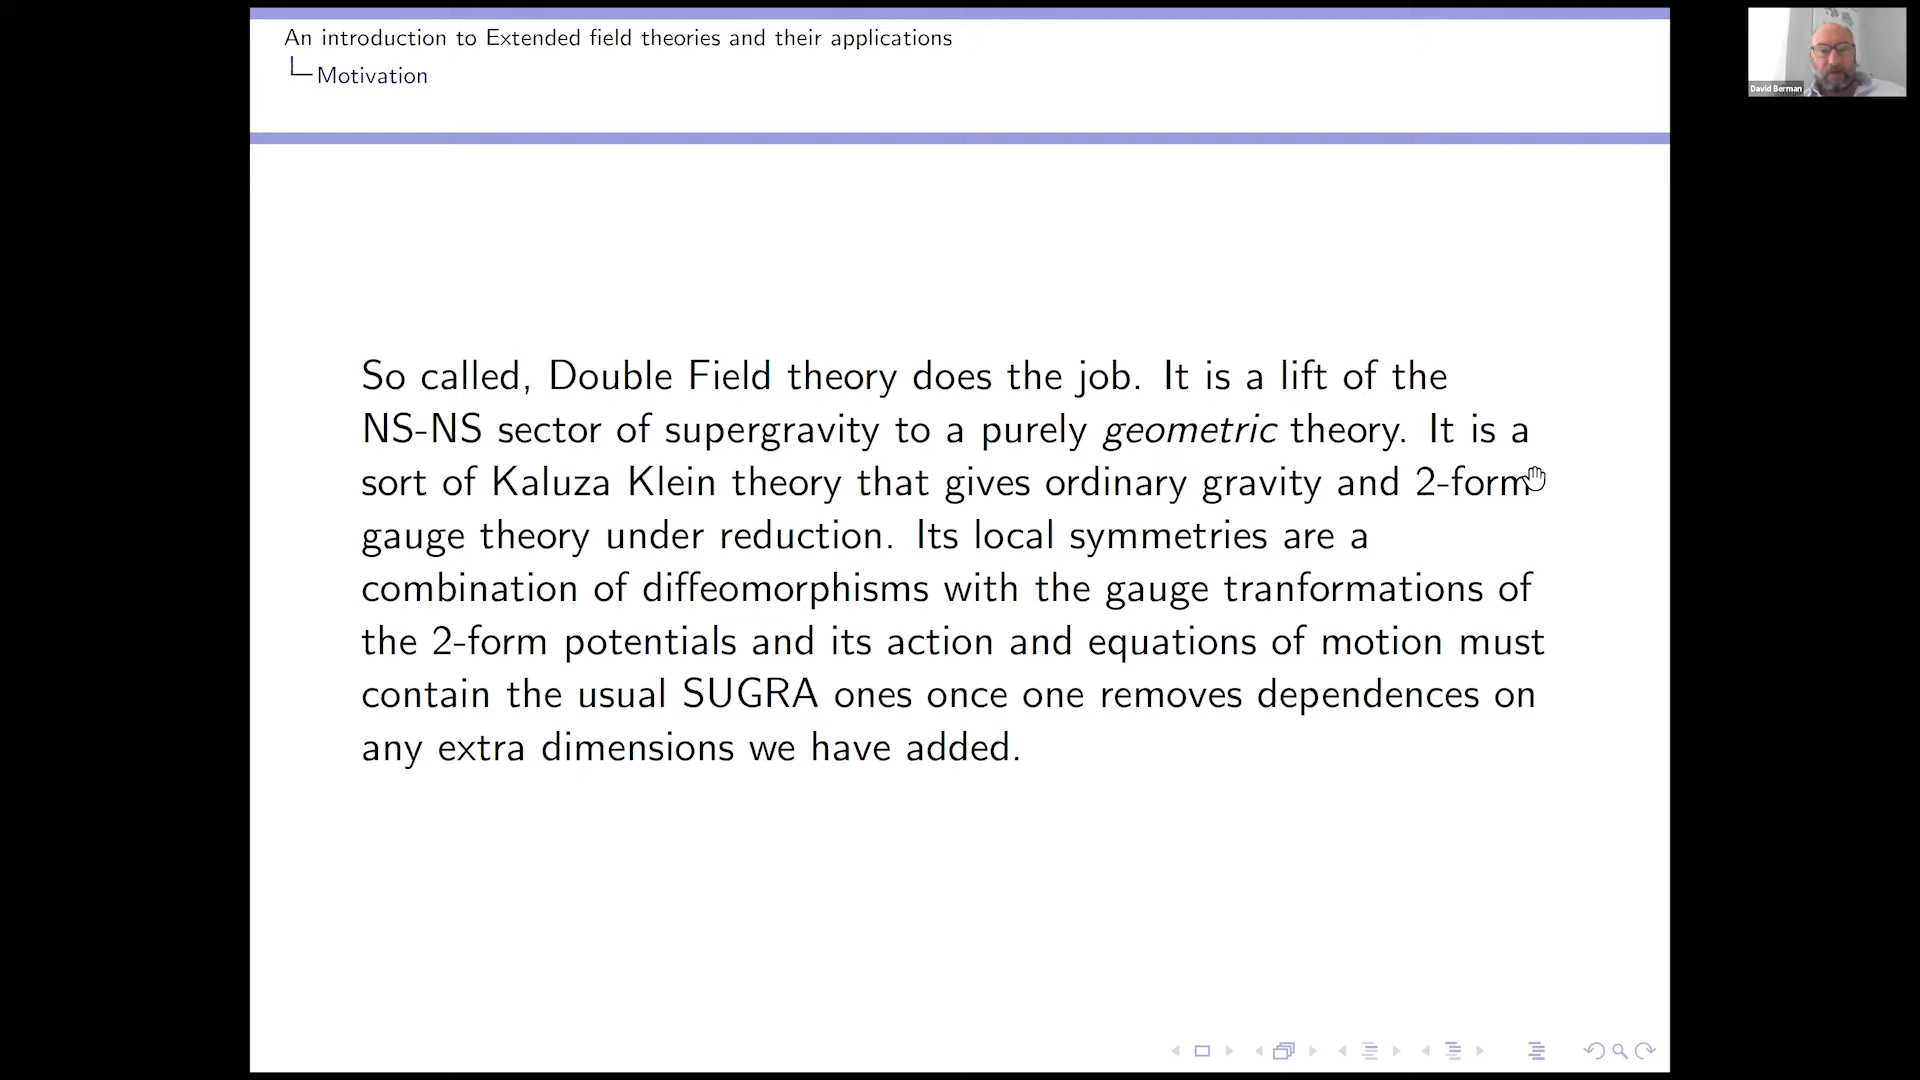 An introduction to Extended field theories and their applications
Motivation
David Berman
So called, Double Field theory does the job. It is a lift of the
NS-NS sector of supergravity to a purely geometric theory. It is a
sort of Kaluza Klein theory that gives ordinary gravity and 2-form
gauge theory under reduction. Its local symmetries are a
combination of diffeomorphisms with the gauge tranformations of
the 2-form potentials and its action and equations of motion must
contain the usual SUGRA ones once one removes dependences on
any extra dimensions we have added.